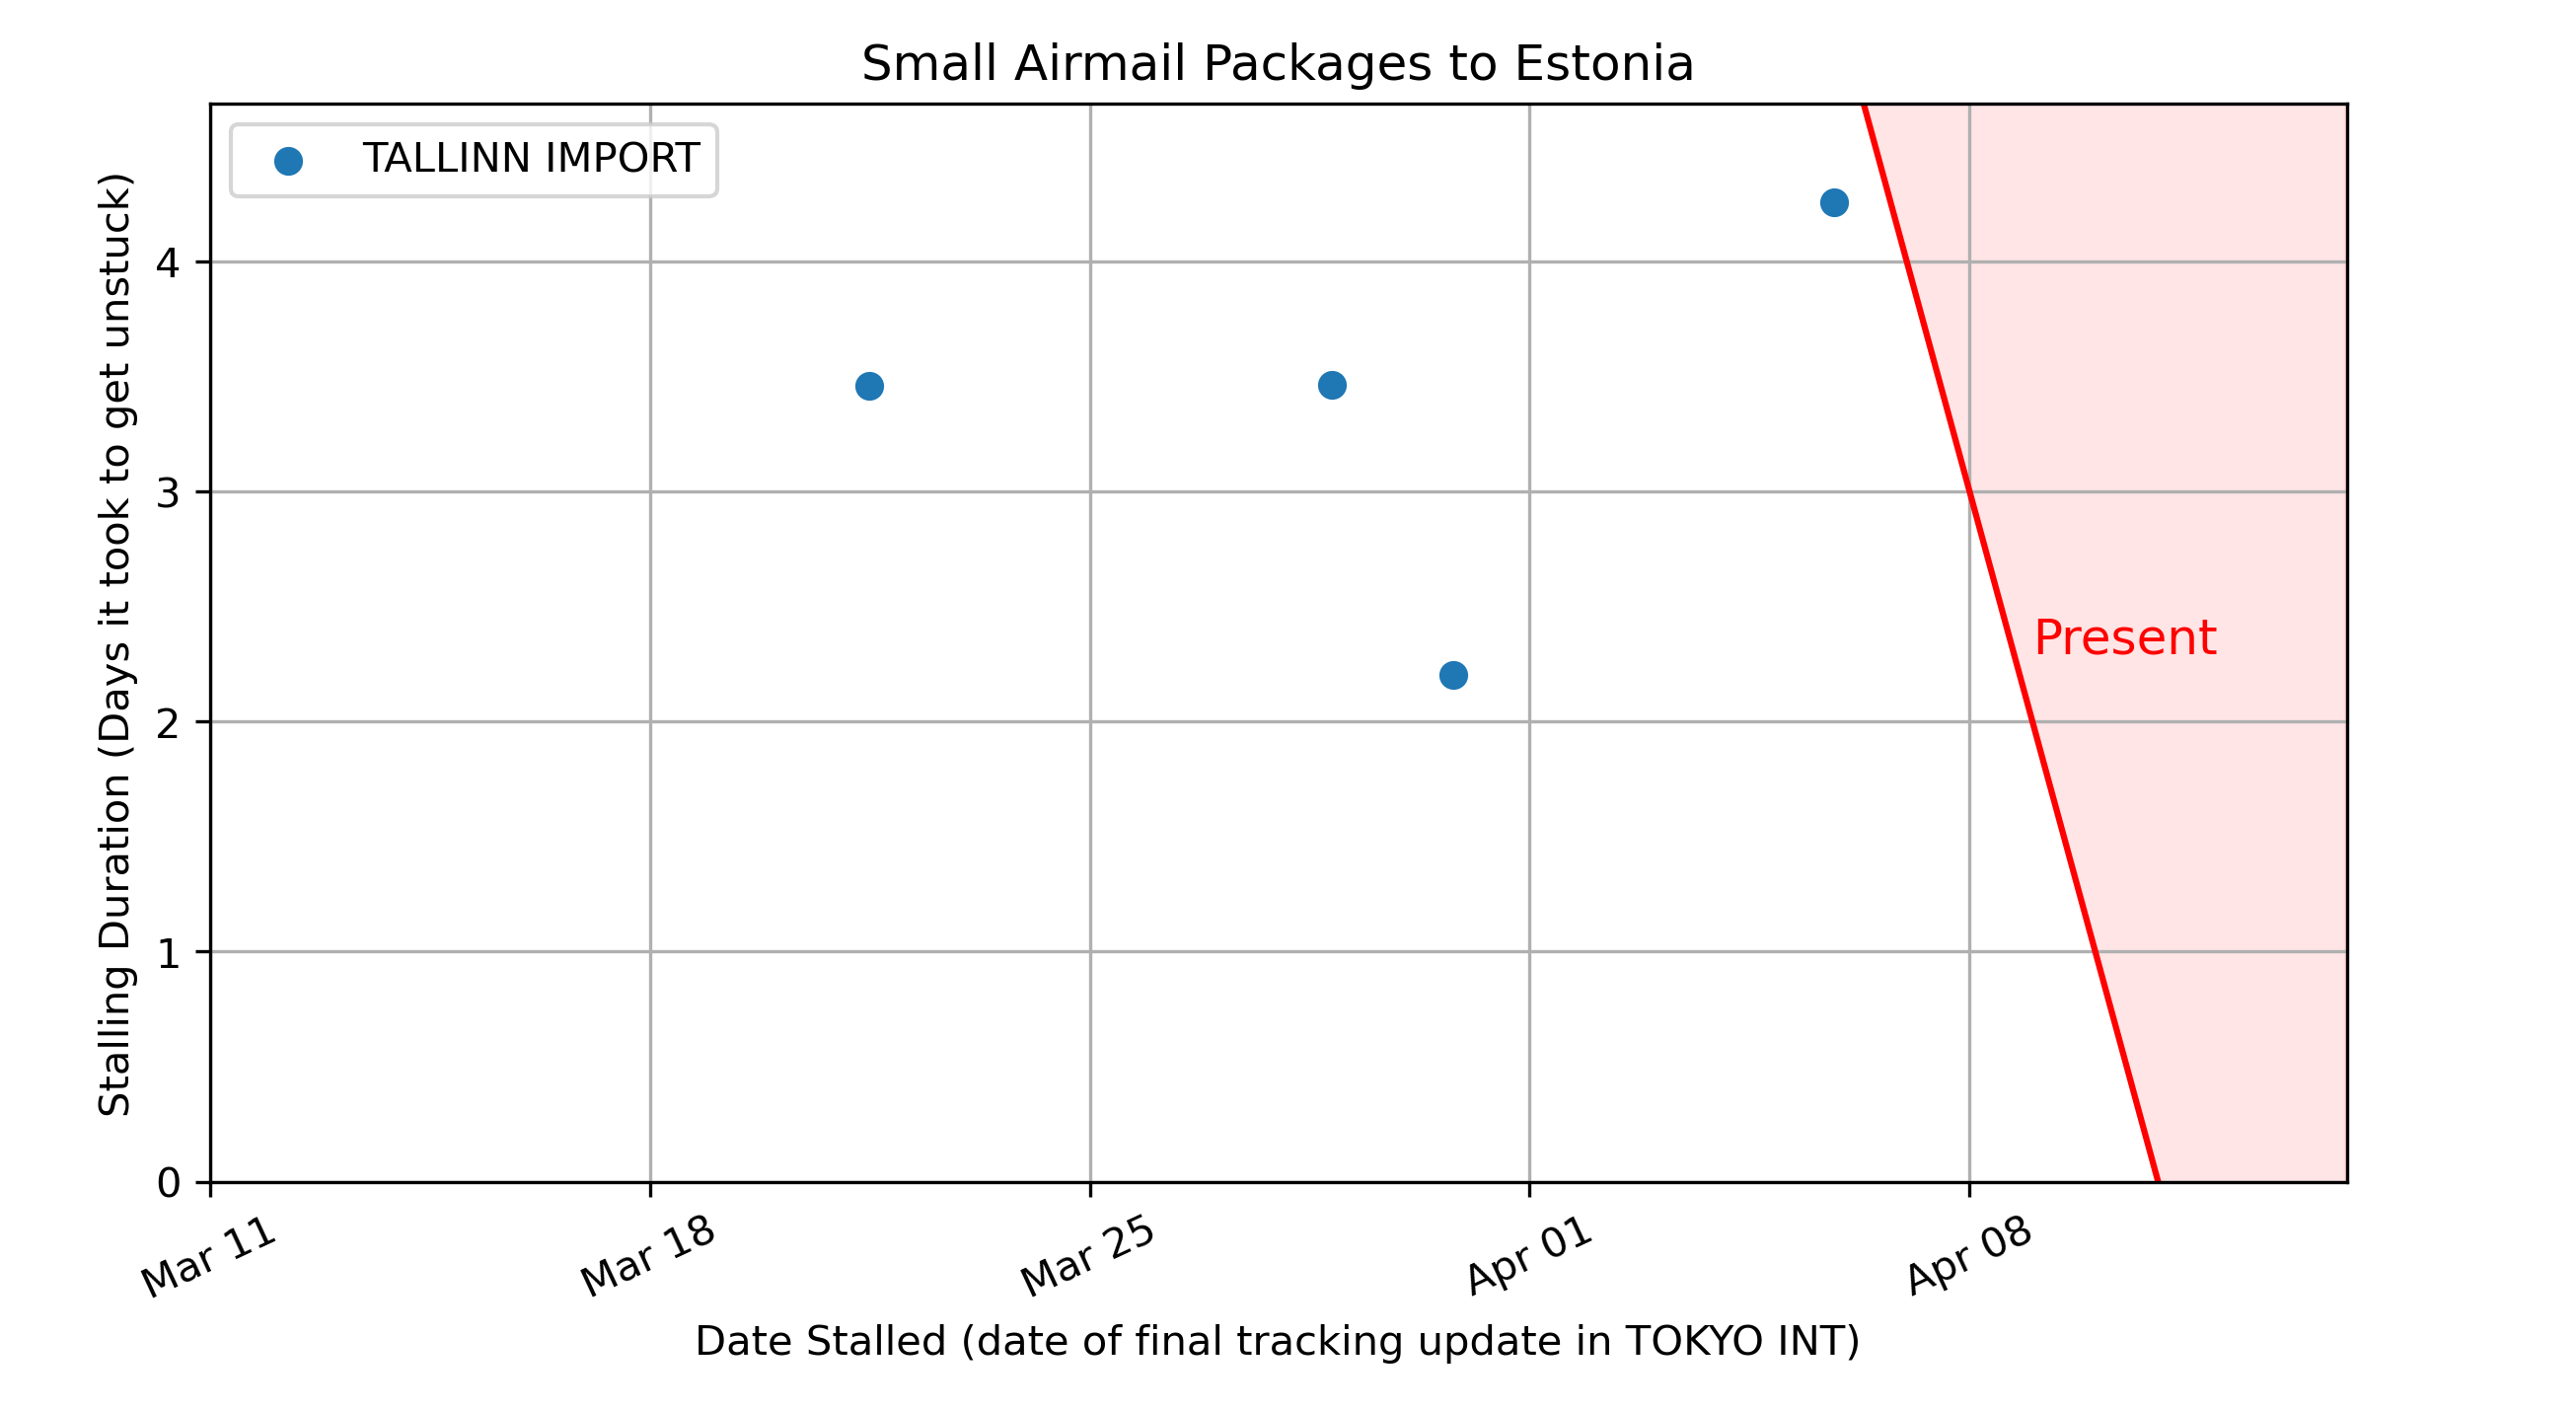 Small Airmail Packages to Estonia
TALLINN IMPORT
Stalling Duration (Days it took to get unstuck)
4
3
2
1
0
Present
Mar 11
Mar 18
Mar 25
Apr 01
Apr 08
Date Stalled (date of final tracking update in TOKYO INT)